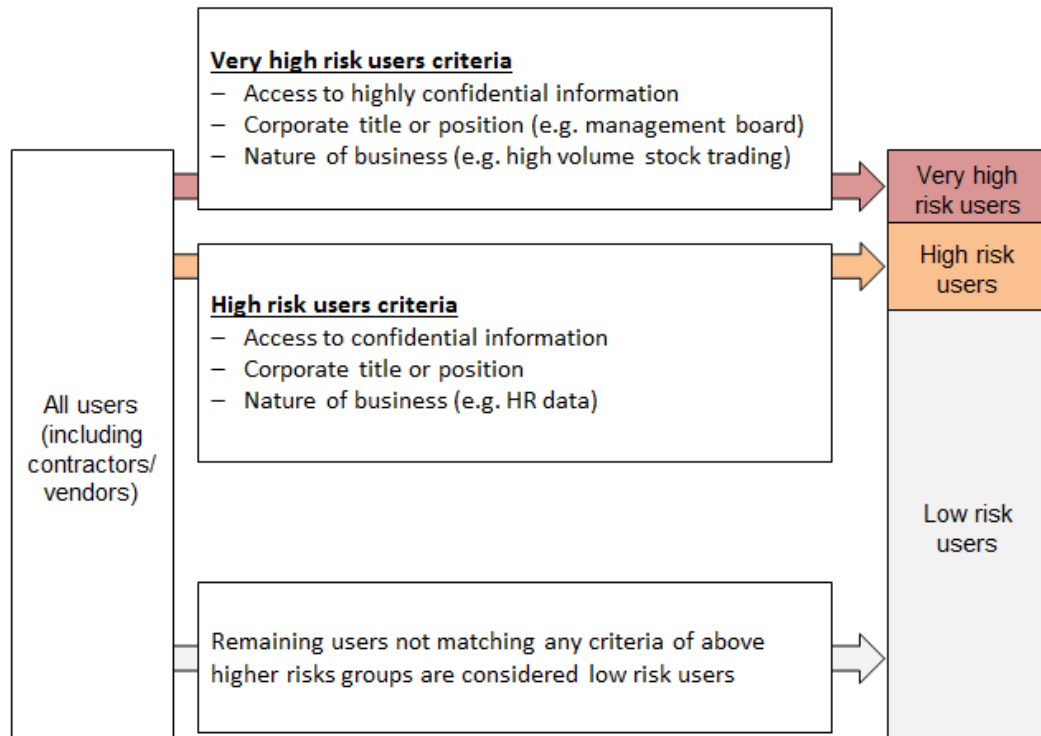 Very high risk users criteria
– Access to highly confidential information
– Corporate title or position (e.g. management board)
– Nature of business (e.g. high volume stock trading)
Very high
risk users
High risk
users
High risk users criteria
– Access to confidential information
– Corporate title or position
– Nature of business (e.g. HR data)
All users
(including
contractors/
vendors)
Low risk
users
Remaining users not matching any criteria of above
higher risks groups are considered low risk users